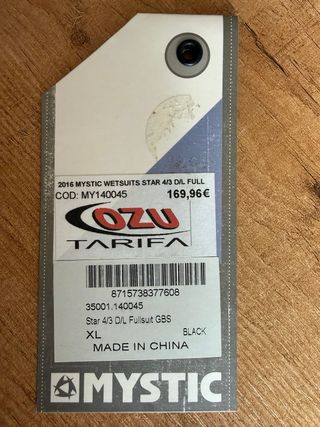 2016 MYSTIC WETSUITS STAR 4/3 D/L FULL
COD: MY140045 169,96€
OZU
TARIFA
8715738377608
35001.140045
Star 4/3 D/L Fullsuit GBS
XL BLACK
MADE IN CHINA
MYSTIC